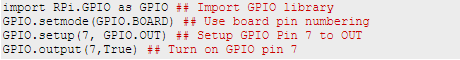 import RPi.GPIO as GPIO ## Import GPIO library
GPIO.setmode(GPIO.BOARD) ## Use board pin numbering
GPIO.setup(7, GPIO.OUT) ## Setup GPIO Pin 7 to OUT
GPIO.output(7,True) ## Turn on GPIO pin 7